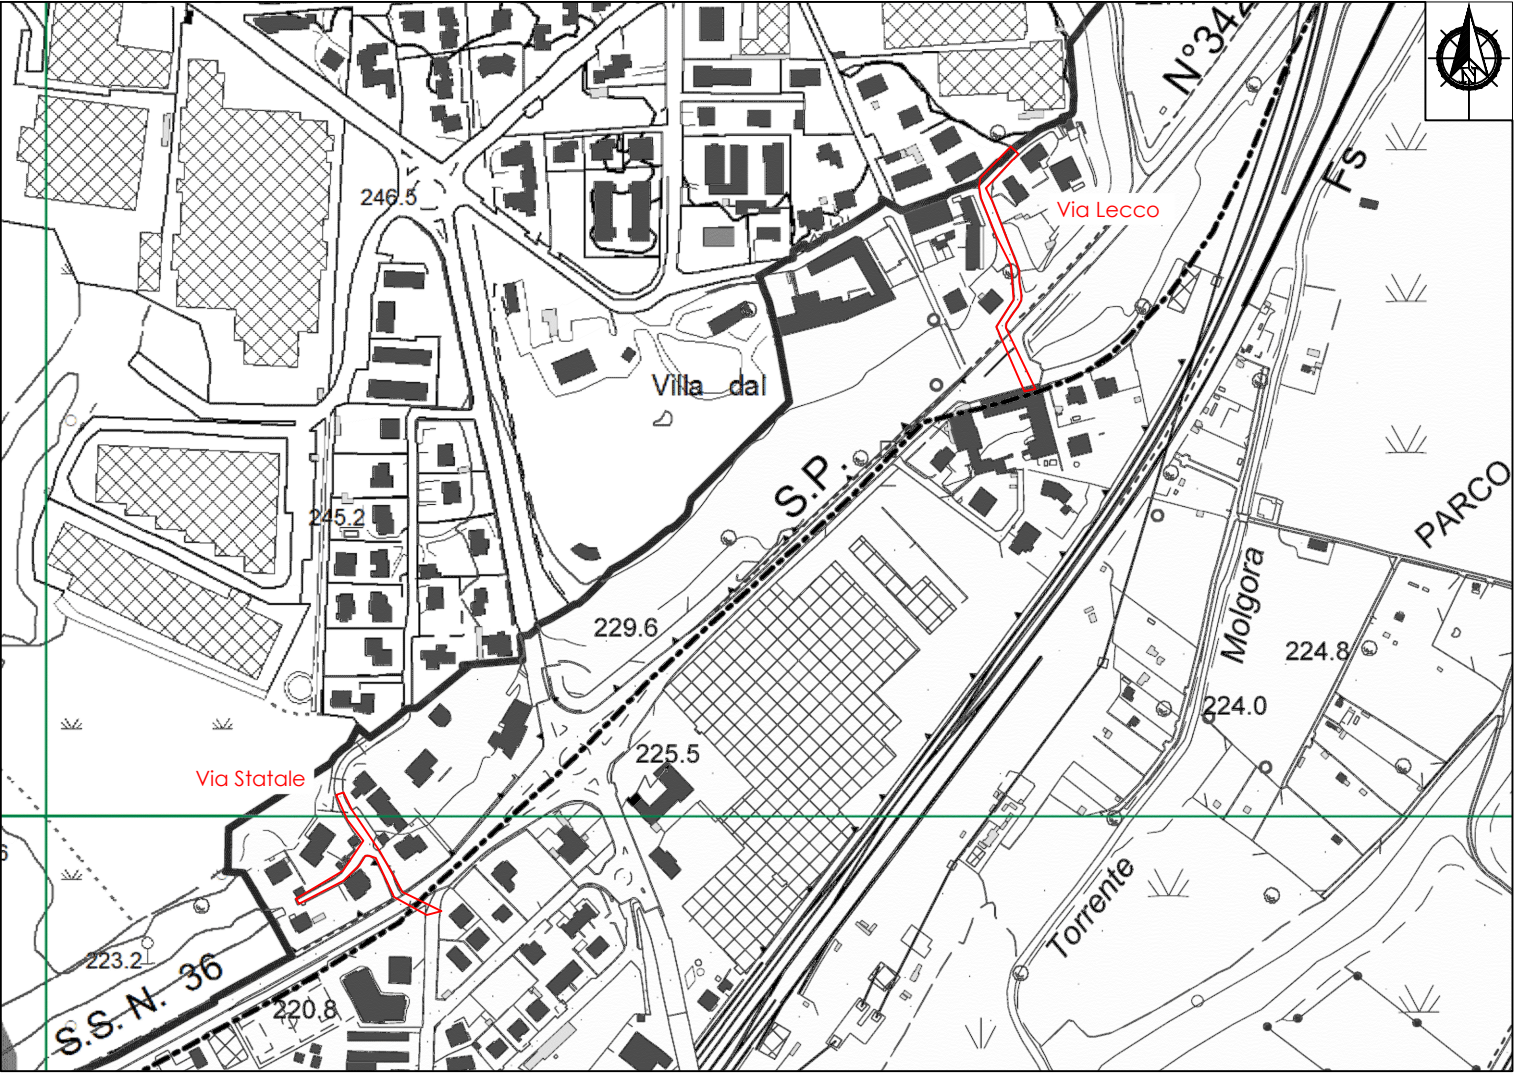 N°342
N
Fs
246.5
Via Lecco
Villa dal
S.P.
PARCO
245.2
Molgora
229.6
224.8
224.0
225.5
Via Statale
6
Torrente
223.2
S.S. N. 36
220.8